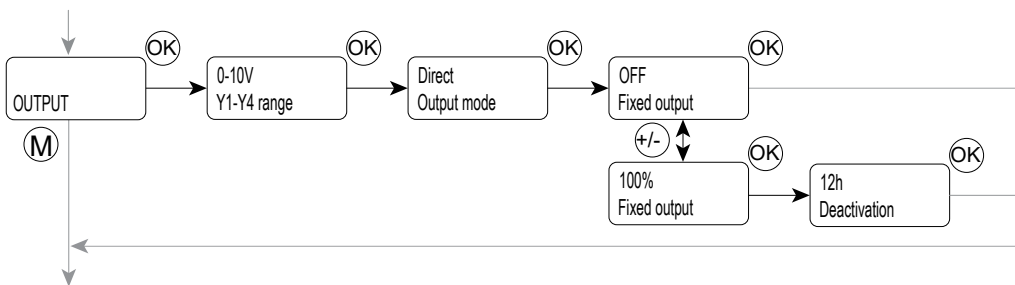 OK
OK
OK
OK
OUTPUT
0-10V
Y1-Y4 range
Direct
Output mode
OFF
Fixed output
M
+/-
OK
OK
100%
Fixed output
12h
Deactivation